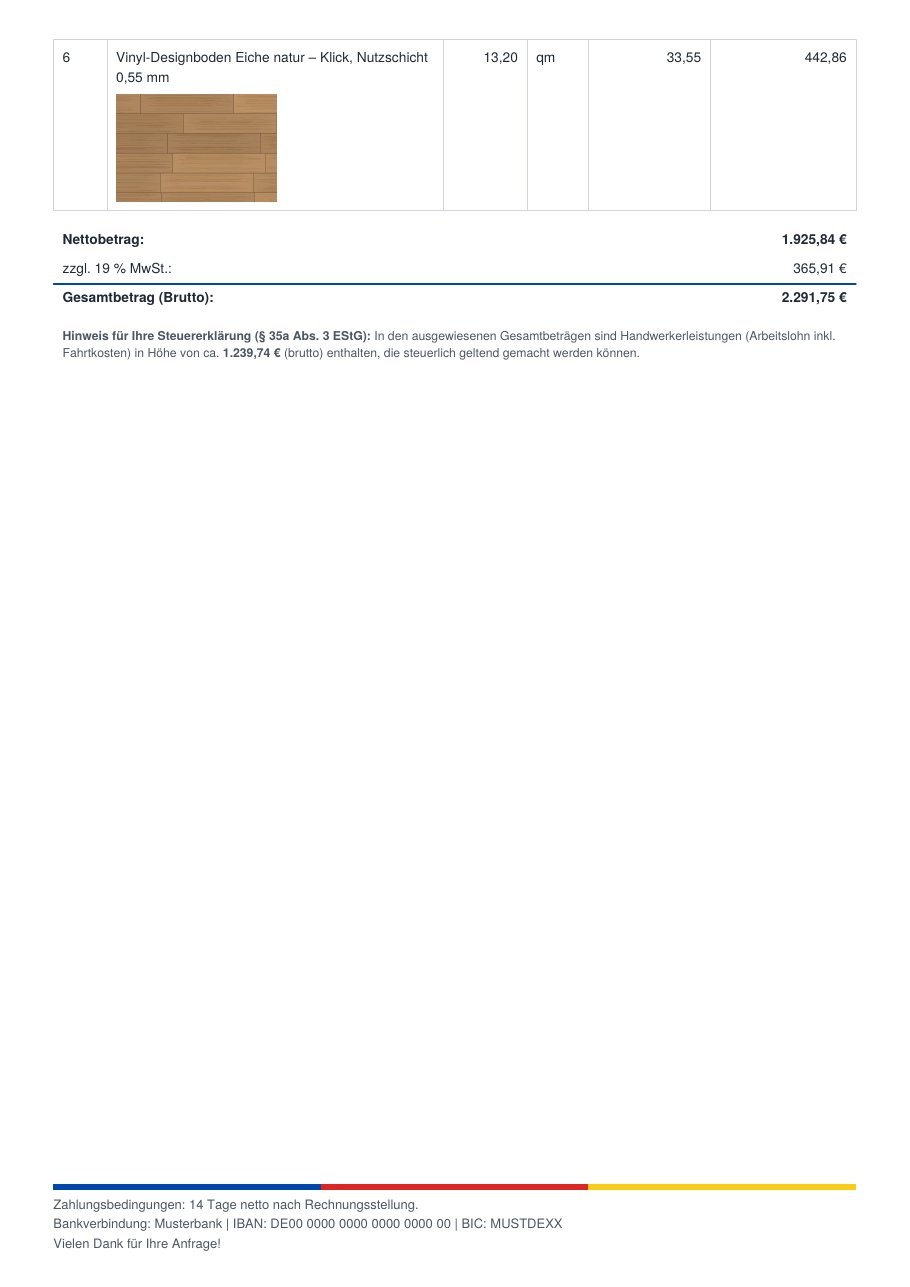 6 Vinyl-Designboden Eiche natur – Klick, Nutzschicht 13,20 qm 33,55 442,86
0,55 mm
Nettobetrag: 1.925,84 €
zzgl. 19 % MwSt.: 365,91 €
Gesamtbetrag (Brutto): 2.291,75 €
Hinweis für Ihre Steuererklärung (§ 35a Abs. 3 EStG): In den ausgewiesenen Gesamtbeträgen sind Handwerkerleistungen (Arbeitslohn inkl.
Fahrtkosten) in Höhe von ca. 1.239,74 € (brutto) enthalten, die steuerlich geltend gemacht werden können.
Zahlungsbedingungen: 14 Tage netto nach Rechnungsstellung.
Bankverbindung: Musterbank | IBAN: DE00 0000 0000 0000 0000 00 | BIC: MUSTDEXX
Vielen Dank für Ihre Anfrage!